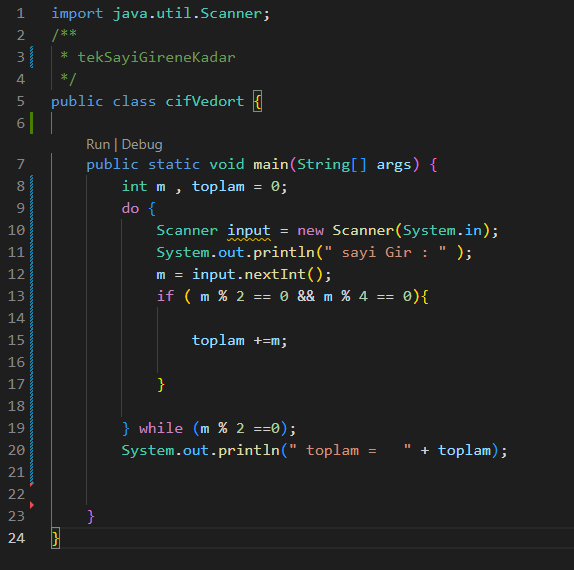 1 import java.util.Scanner;
2 /**
3  * tekSayiGireneKadar
4  */
5 public class cifVedort {
6
Run | Debug
7     public static void main(String[] args) {
8         int m , toplam = 0;
9         do {
10             Scanner input = new Scanner(System.in);
11             System.out.println(" sayi Gir : " );
12             m = input.nextInt();
13             if ( m % 2 == 0 && m % 4 == 0){
14
15                 toplam +=m;
16
17             }
18
19         } while (m % 2 ==0);
20         System.out.println(" toplam =   " + toplam);
21
22
23     }
24 }